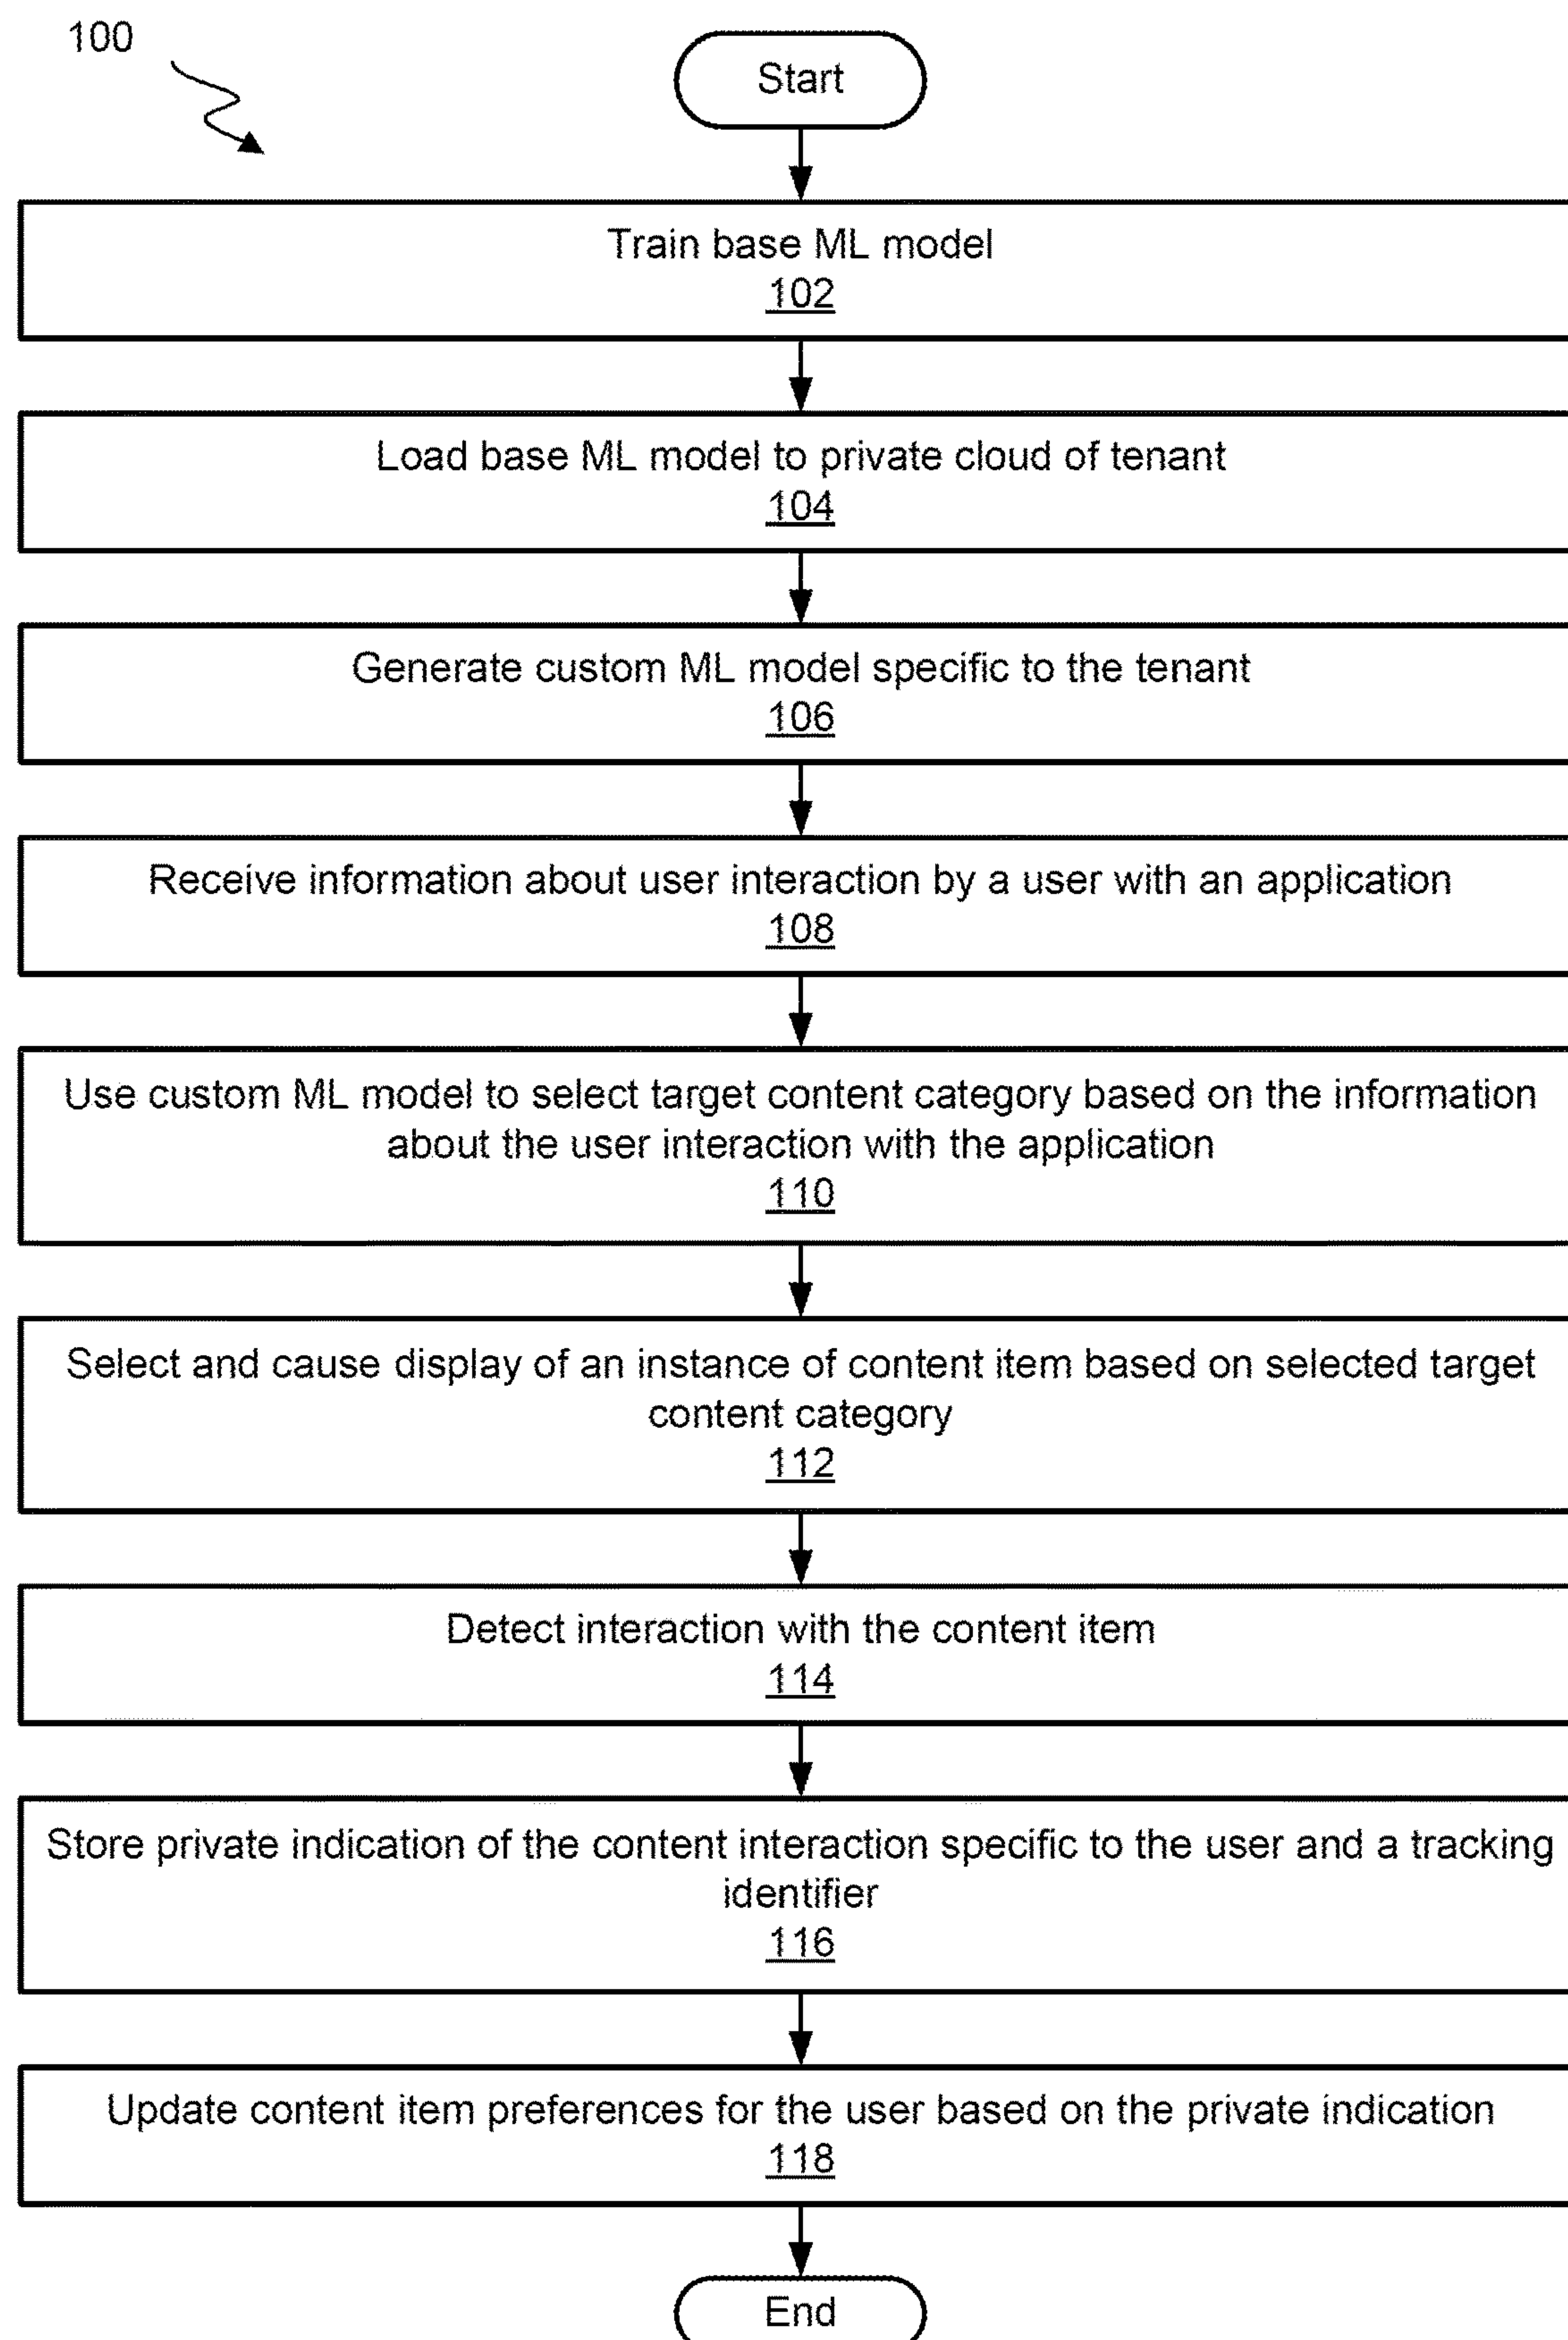 100
Start
Train base ML model
102
Load base ML model to private cloud of tenant
104
Generate custom ML model specific to the tenant
106
Receive information about user interaction by a user with an application
108
Use custom ML model to select target content category based on the information
about the user interaction with the application
110
Select and cause display of an instance of content item based on selected target
content category
112
Detect interaction with the content item
114
Store private indication of the content interaction specific to the user and a tracking
identifier
116
Update content item preferences for the user based on the private indication
118
End